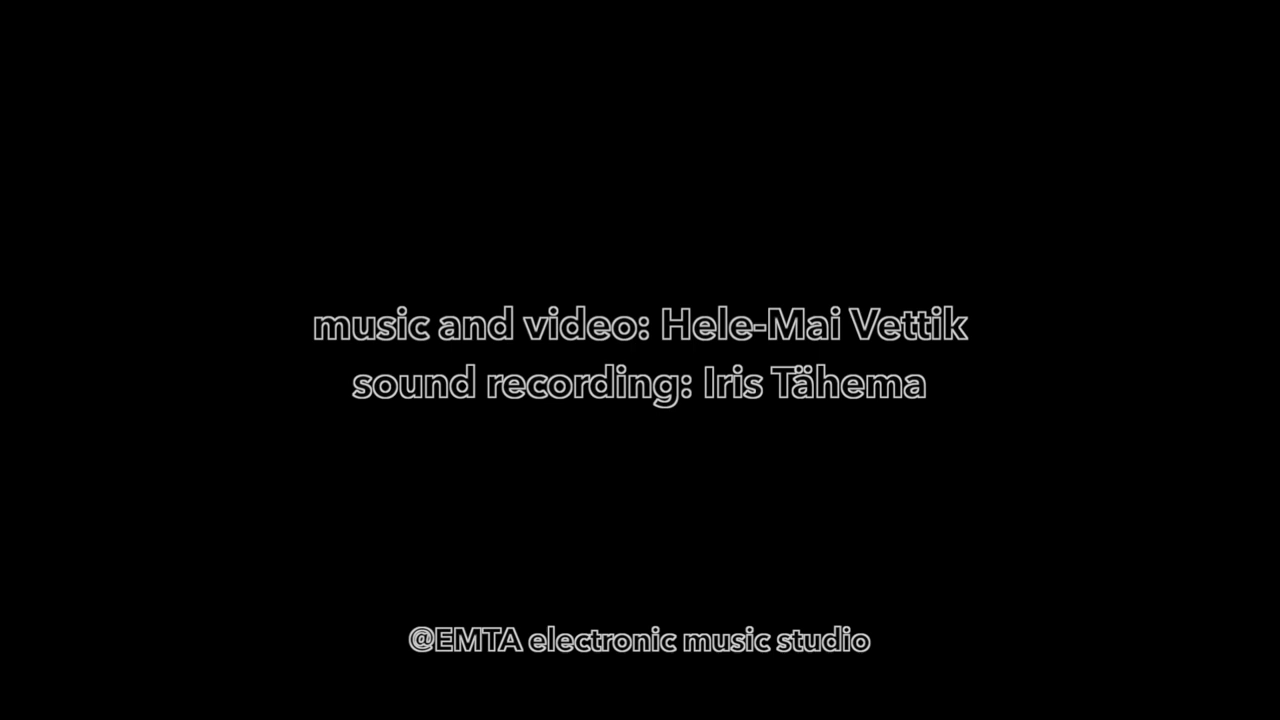 music and video: Hele-Mai Vettik
sound recording: Iris Tähema
@EMTA electronic music studio